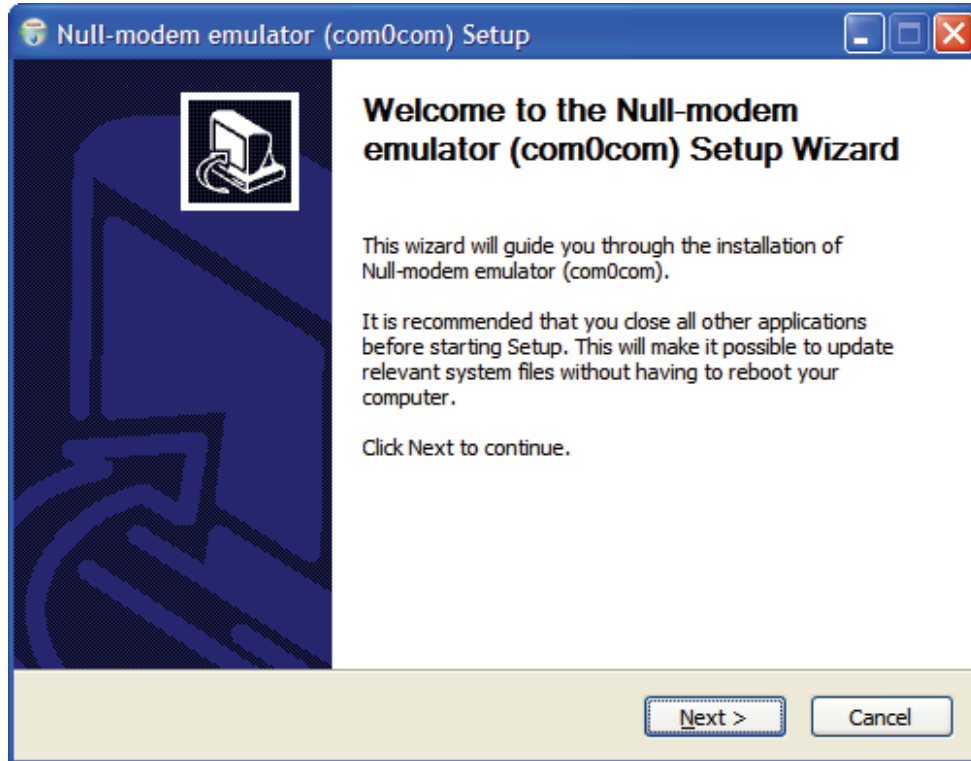 Null-modem emulator (com0com) Setup
Welcome to the Null-modem
emulator (com0com) Setup Wizard
This wizard will guide you through the installation of
Null-modem emulator (com0com).
It is recommended that you close all other applications
before starting Setup. This will make it possible to update
relevant system files without having to reboot your
computer.
Click Next to continue.
Next >
Cancel